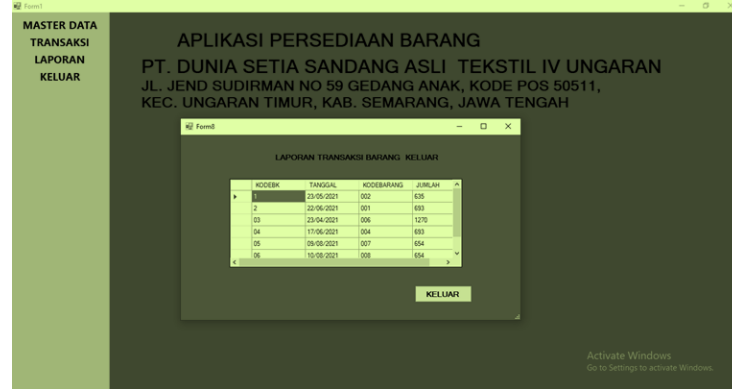 Form1
MASTER DATA
TRANSAKSI
LAPORAN
KELUAR
APLIKASI PERSEDIAAN BARANG
PT. DUNIA SETIA SANDANG ASLI TEKSTIL IV UNGARAN
JL. JEND SUDIRMAN NO 59 GEDANG ANAK, KODE POS 50511,
KEC. UNGARAN TIMUR, KAB. SEMARANG, JAWA TENGAH
Form8
LAPORAN TRANSAKSI BARANG KELUAR
KODEBK TANGGAL KODEBARANG JUMLAH
1 23/05/2021 002 635
2 22/06/2021 001 693
03 23/04/2021 006 1270
04 17/06/2021 004 693
05 09/08/2021 007 654
06 10/08/2021 008 654
KELUAR
Activate Windows
Go to Settings to activate Windows.